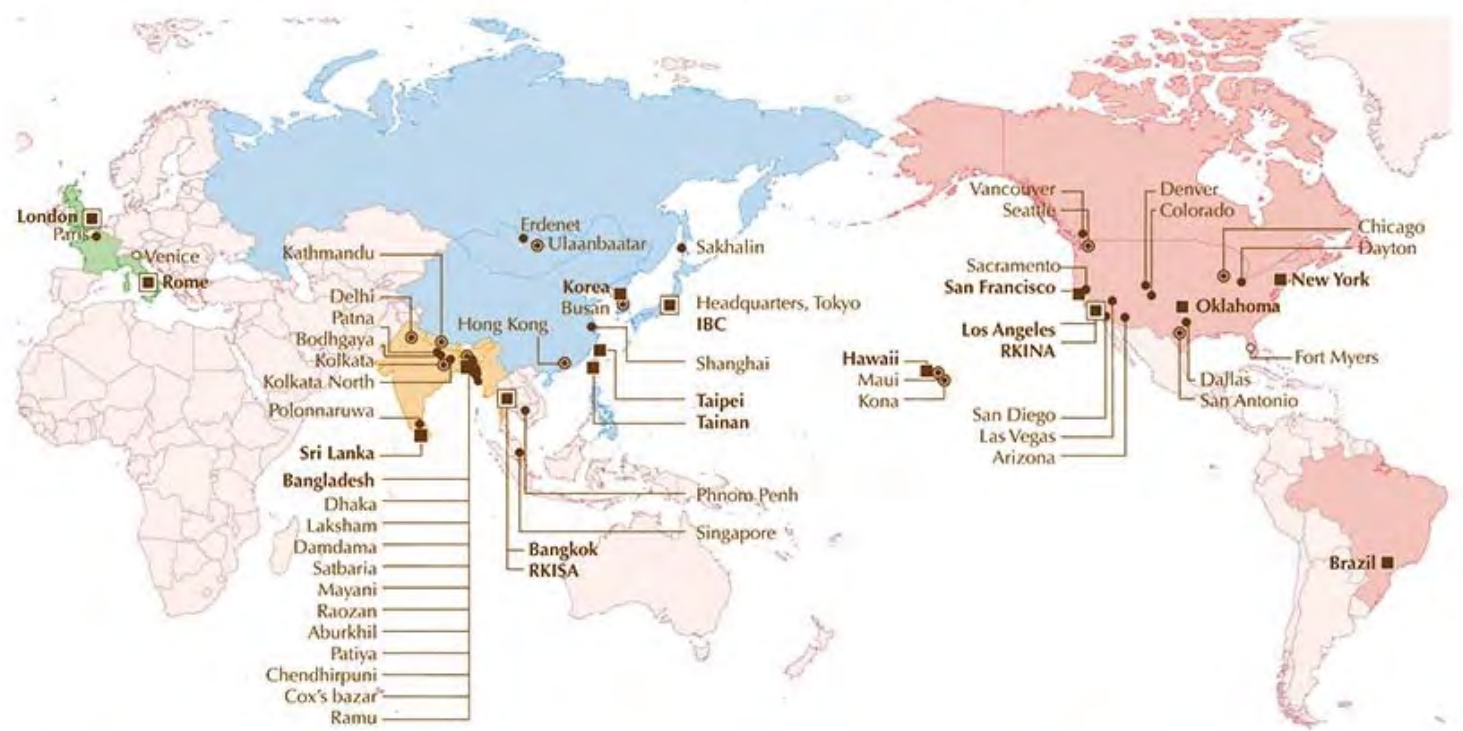 London
Paris
Venice
Rome
Kathmandu
Delhi
Patna
Bodhgaya
Kolkata
Kolkata North
Polonnaruwa
Sri Lanka
Bangladesh
Dhaka
Laksham
Damdama
Satbaria
Mayani
Raozan
Aburkhil
Patiya
Chendhirpuni
Cox's bazar
Ramu
Erdenet
Ulaanbaatar
Sakhalin
Korea
Busan
Headquarters, Tokyo
IBC
Hong Kong
Shanghai
Taipei
Tainan
Phnom Penh
Singapore
Bangkok
RKISA
Vancouver
Seattle
Denver
Colorado
Chicago
Dayton
Sacramento
San Francisco
New York
Oklahoma
Los Angeles
RKINA
Fort Myers
Hawaii
Maui
Kona
Dallas
San Antonio
San Diego
Las Vegas
Arizona
Brazil